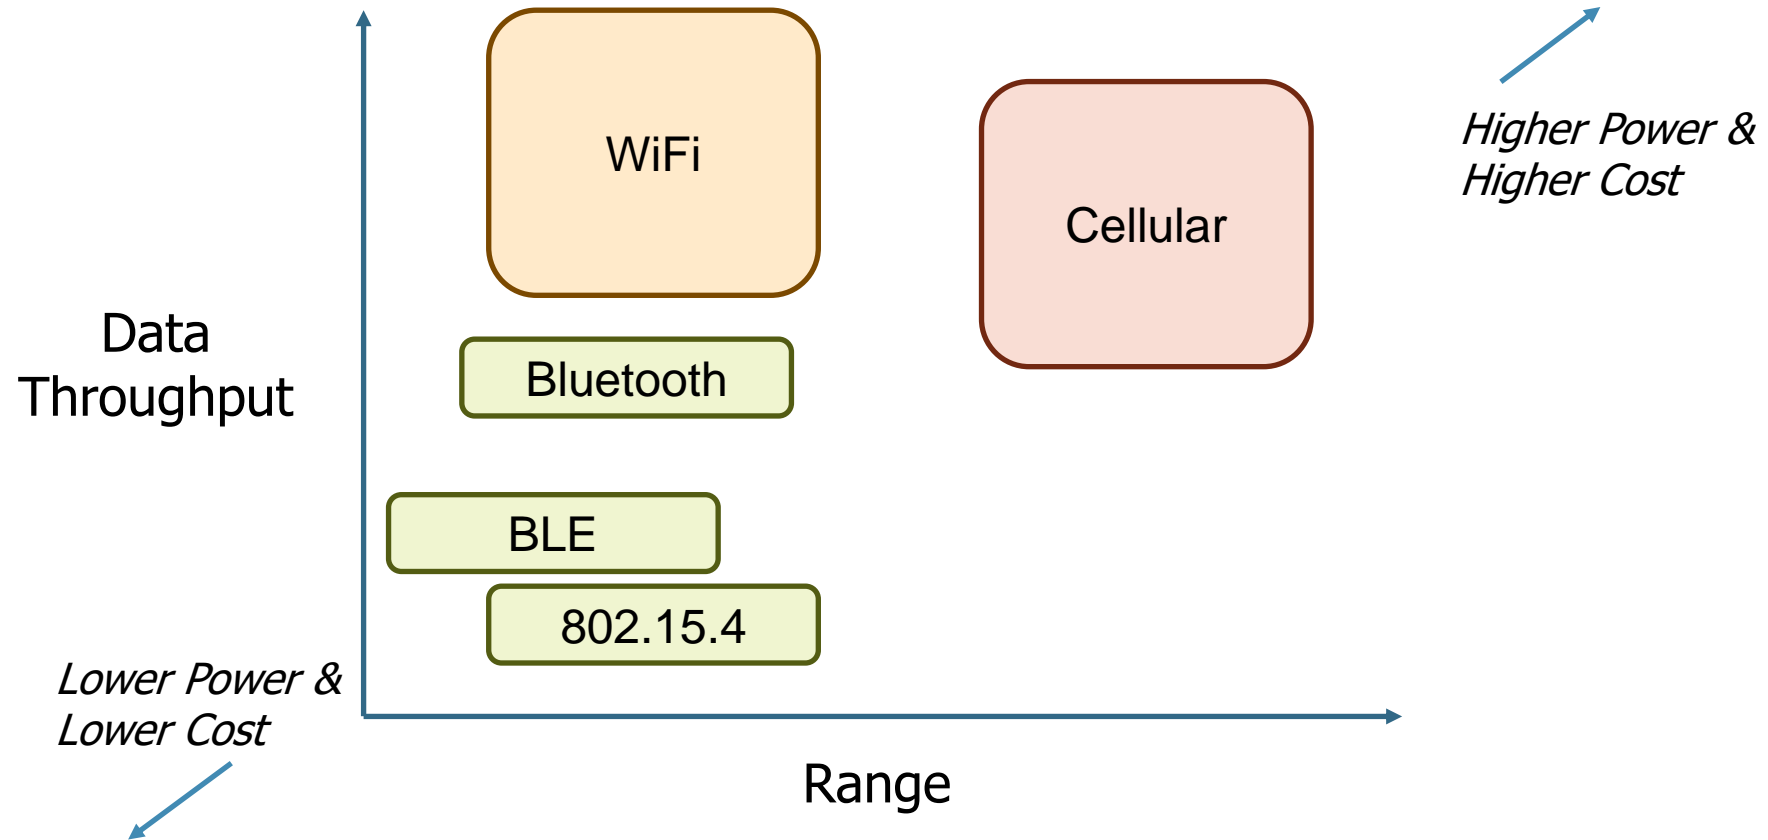 WiFi
Higher Power &
Higher Cost
Cellular
Data
Throughput
Bluetooth
BLE
802.15.4
Lower Power &
Lower Cost
Range